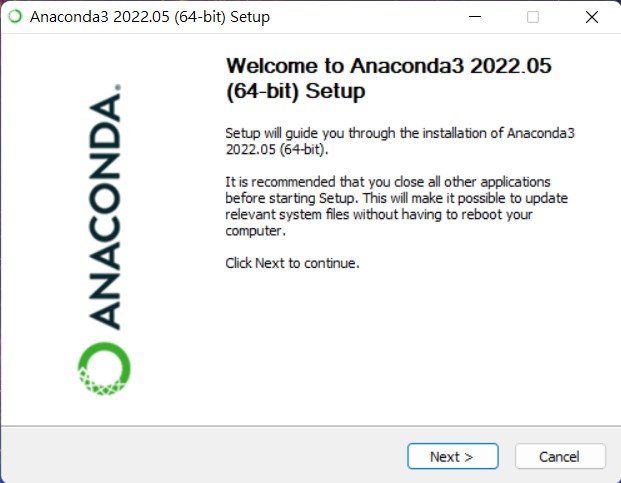 Anaconda3 2022.05 (64-bit) Setup
ANACONDA.
Welcome to Anaconda3 2022.05
(64-bit) Setup
Setup will guide you through the installation of Anaconda3
2022.05 (64-bit).
It is recommended that you close all other applications
before starting Setup. This will make it possible to update
relevant system files without having to reboot your
computer.
Click Next to continue.
Next >
Cancel